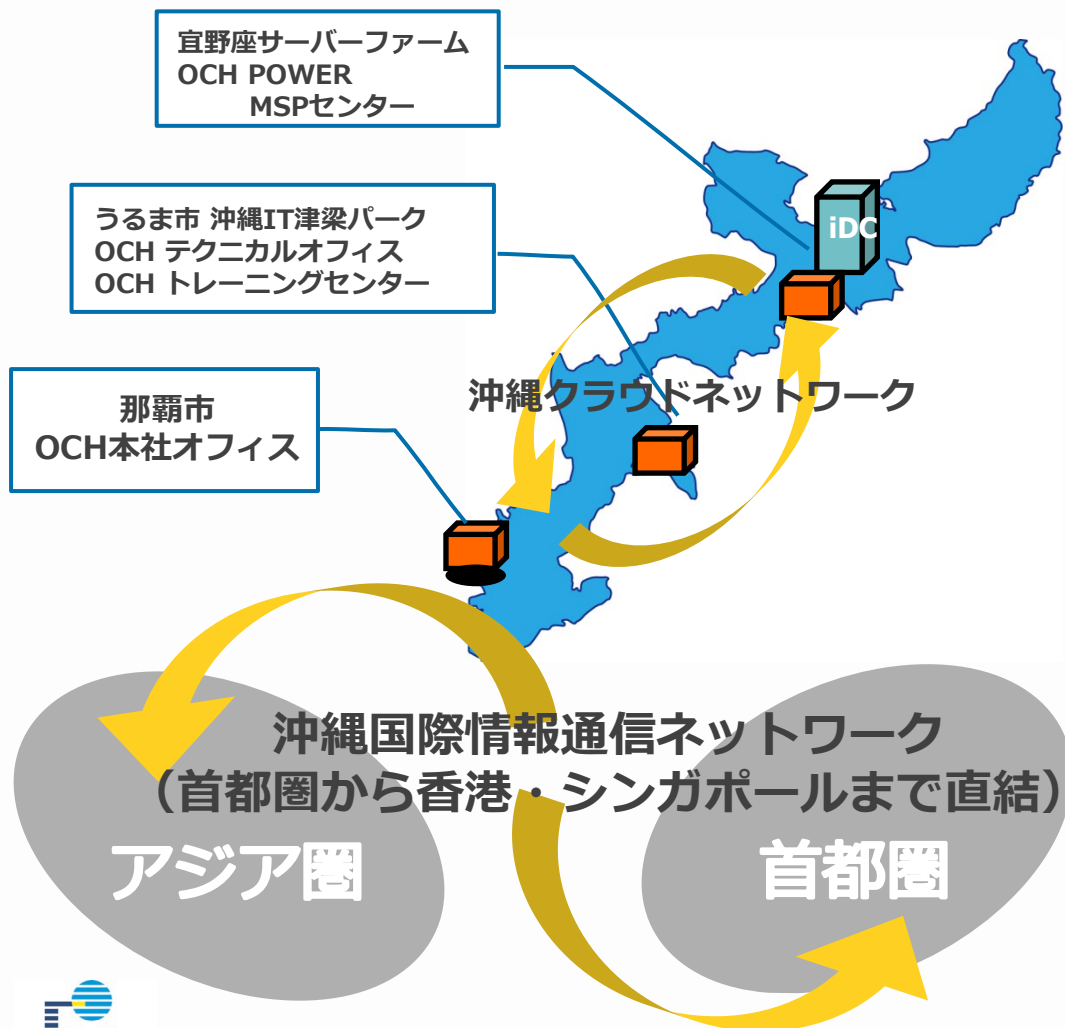 宜野座サーバーファーム
OCH POWER
MSPセンター
うるま市 沖縄IT津梁パーク
OCH テクニカルオフィス
OCH トレーニングセンター
那覇市
OCH本社オフィス
iDC
沖縄クラウドネットワーク
沖縄国際情報通信ネットワーク
（首都圏から香港・シンガポールまで直結）
アジア圏
首都圏